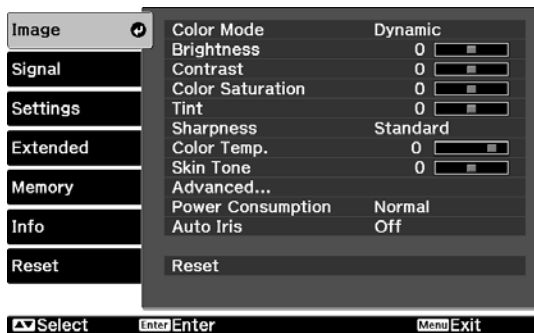 Image
Signal
Settings
Extended
Memory
Info
Reset
Color Mode Dynamic
Brightness 0
Contrast 0
Color Saturation 0
Tint 0
Sharpness Standard
Color Temp. 0
Skin Tone 0
Advanced...
Power Consumption Normal
Auto Iris Off
Reset
Select Enter Enter Menu Exit